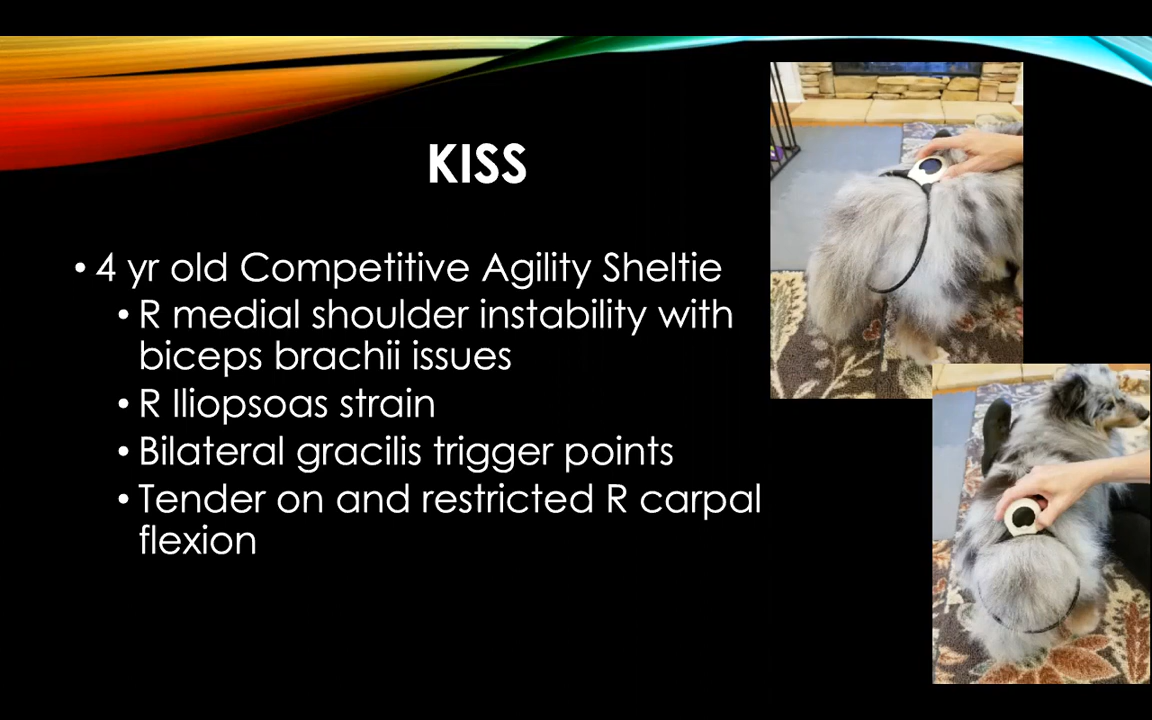 KISS
• 4 yr old Competitive Agility Sheltie
• R medial shoulder instability with
biceps brachii issues
• R Iliopsoas strain
• Bilateral gracilis trigger points
• Tender on and restricted R carpal
flexion